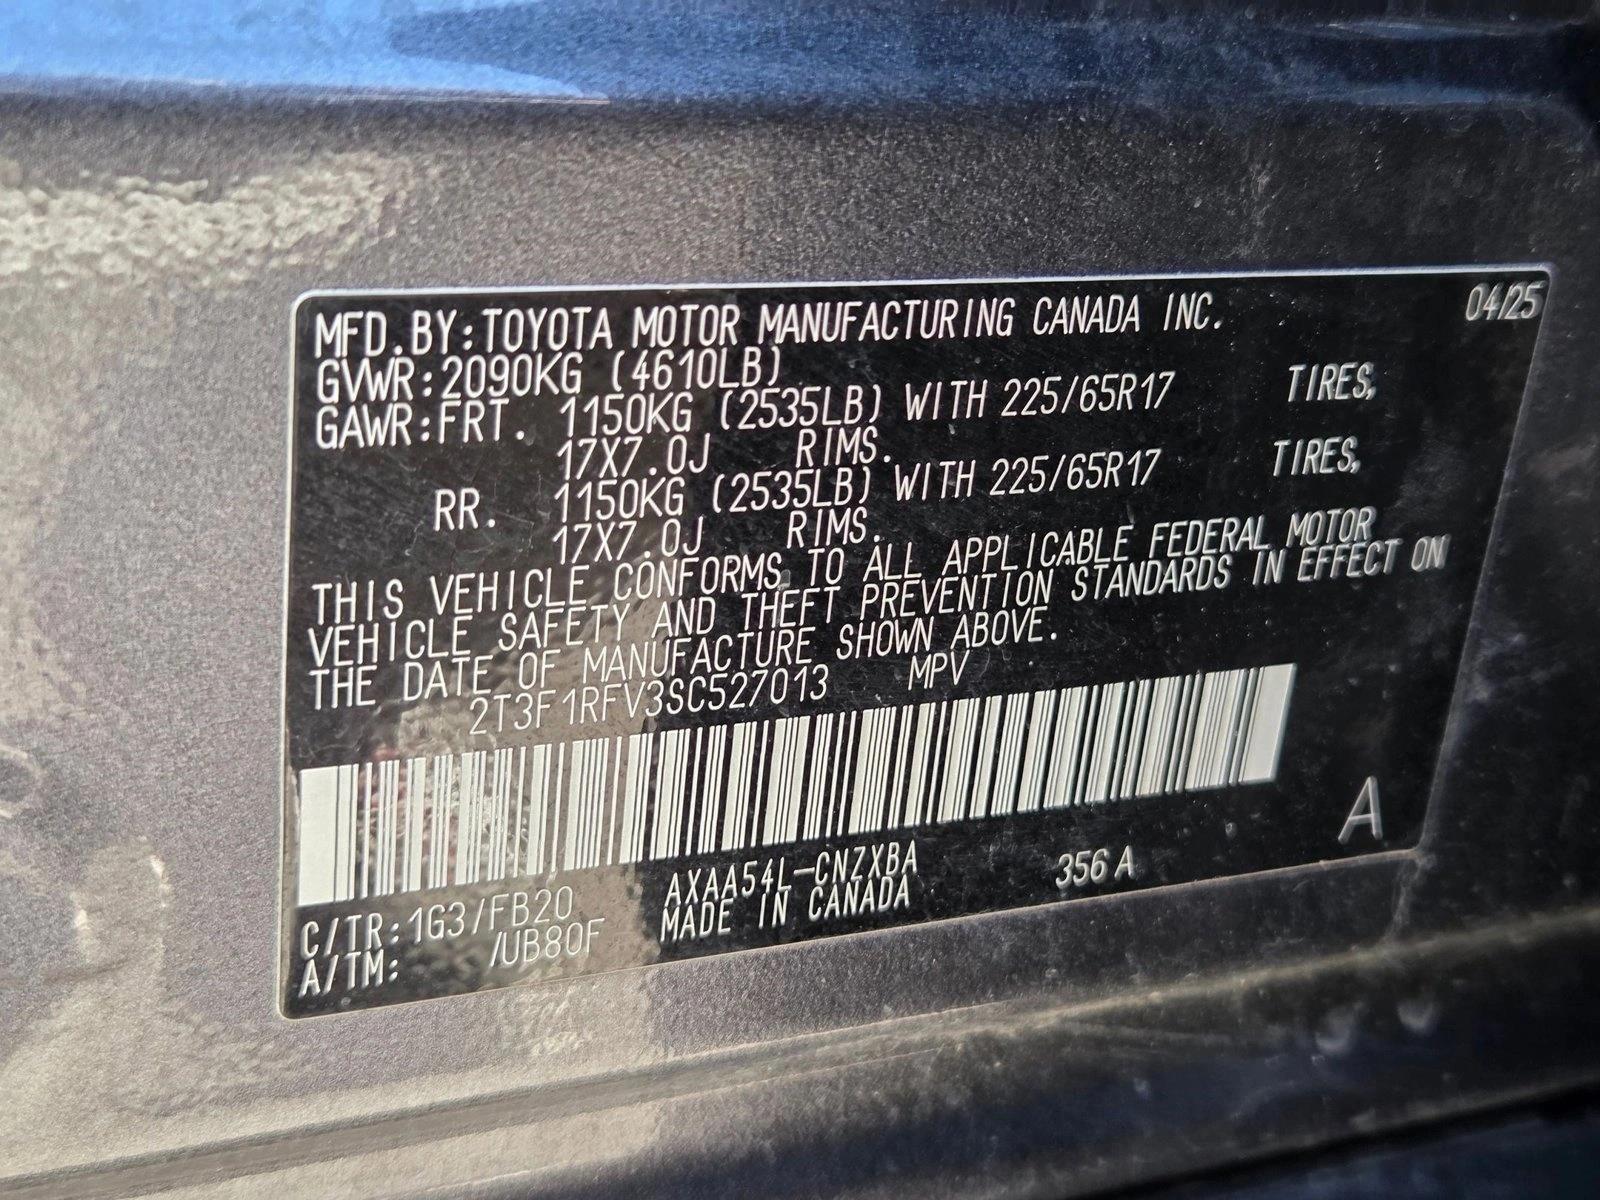 04/25
MFD.BY:TOYOTA MOTOR MANUFACTURING CANADA INC.
GVWR:2090KG (4610LB)
GAWR:FRT. 1150KG (2535LB) WITH 225/65R17 TIRES,
17X7.0J RIMS.
RR. 1150KG (2535LB) WITH 225/65R17 TIRES,
17X7.0J RIMS.
THIS VEHICLE CONFORMS TO ALL APPLICABLE FEDERAL MOTOR
VEHICLE SAFETY AND THEFT PREVENTION STANDARDS IN EFFECT ON
THE DATE OF MANUFACTURE SHOWN ABOVE.
2T3F1RFV3SC527013 MPV
A
C/TR:1G3/FB20 AXAA54L-CNZXBA 356A
A/TM: /UB80F MADE IN CANADA